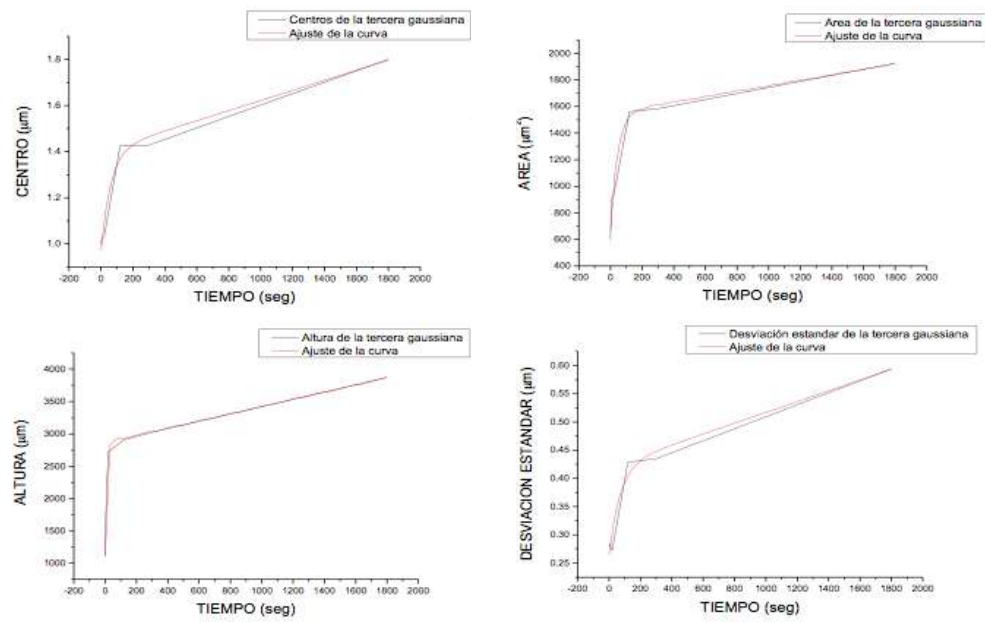 Centros de la tercera gaussiana
Ajuste de la curva
1.8
1.6
1.4
1.2
1.0
CENTRO (μm)
-200 0 200 400 600 800 1000 1200 1400 1600 1800 2000
TIEMPO (seg)
Area de la tercera gaussiana
Ajuste de la curva
2000
1800
1600
1400
1200
1000
800
600
400
AREA (μm²)
-200 0 200 400 600 800 1000 1200 1400 1600 1800 2000
TIEMPO (seg)
Altura de la tercera gaussiana
Ajuste de la curva
4000
3500
3000
2500
2000
1500
1000
ALTURA (μm)
-200 0 200 400 600 800 1000 1200 1400 1600 1800 2000
TIEMPO (seg)
Desviación estandar de la tercera gaussiana
Ajuste de la curva
0.60
0.55
0.50
0.45
0.40
0.35
0.30
0.25
DESVIACION ESTANDAR (μm)
-200 0 200 400 600 800 1000 1200 1400 1600 1800 2000
TIEMPO (seg)